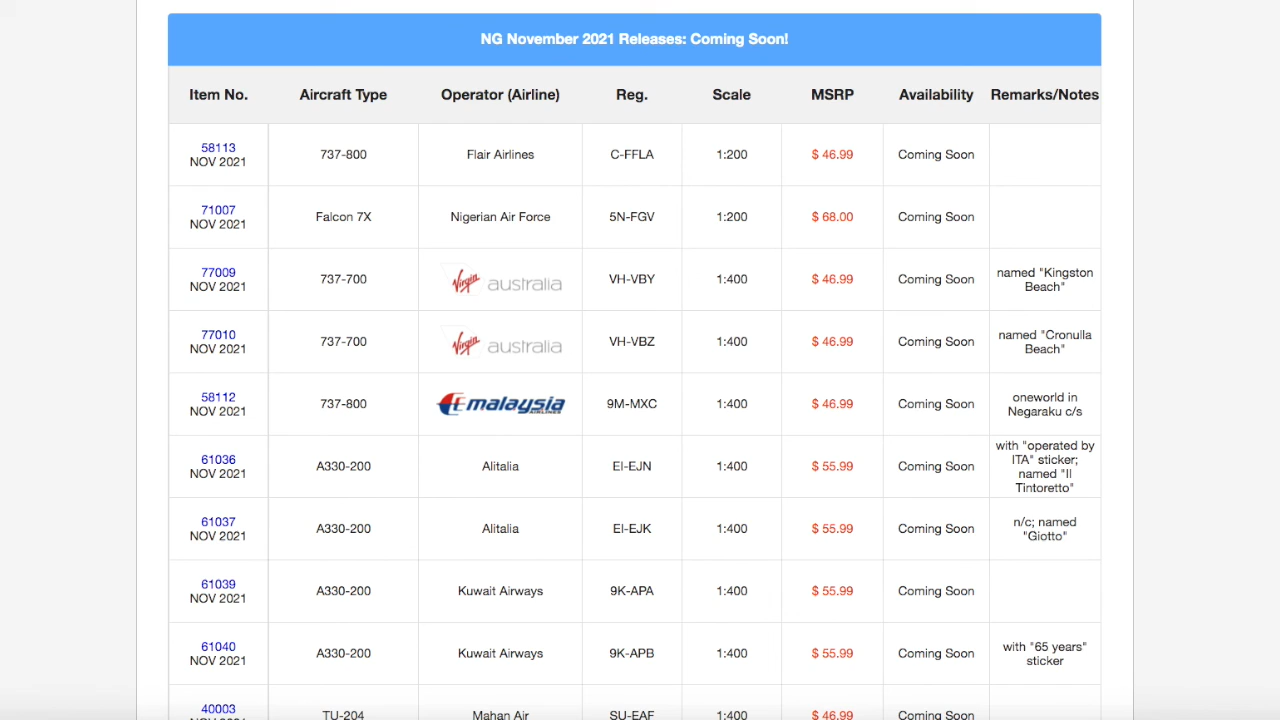 NG November 2021 Releases: Coming Soon!
Item No. Aircraft Type Operator (Airline) Reg. Scale MSRP Availability Remarks/Notes
58113
NOV 2021
737-800 Flair Airlines C-FFLA 1:200 $ 46.99 Coming Soon
71007
NOV 2021
Falcon 7X Nigerian Air Force 5N-FGV 1:200 $ 68.00 Coming Soon
77009
NOV 2021
737-700 Virgin australia VH-VBY 1:400 $ 46.99 Coming Soon
named "Kingston
Beach"
77010
NOV 2021
737-700 Virgin australia VH-VBZ 1:400 $ 46.99 Coming Soon
named "Cronulla
Beach"
58112
NOV 2021
737-800 malaysia AIRLINES 9M-MXC 1:400 $ 46.99 Coming Soon
oneworld in
Negaraku c/s
61036
NOV 2021
A330-200 Alitalia EI-EJN 1:400 $ 55.99 Coming Soon
with "operated by
ITA" sticker;
named "Il
Tintoretto"
61037
NOV 2021
A330-200 Alitalia EI-EJK 1:400 $ 55.99 Coming Soon
n/c; named
"Giotto"
61039
NOV 2021
A330-200 Kuwait Airways 9K-APA 1:400 $ 55.99 Coming Soon
61040
NOV 2021
A330-200 Kuwait Airways 9K-APB 1:400 $ 55.99 Coming Soon
with "65 years"
sticker
40003
NOV 2021
TU-204 Mahan Air SU-EAF 1:400 $ 46.99 Coming Soon